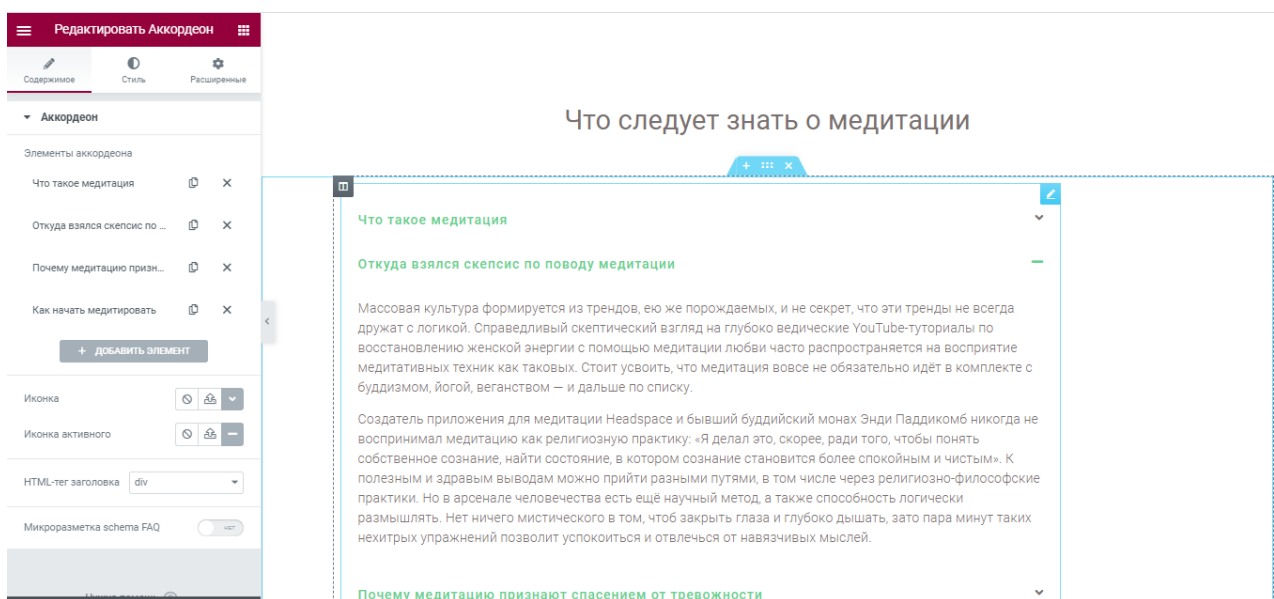 Редактировать Аккордеон
Содержимое
Стиль
Расширенные
Аккордеон
Элементы аккордеона
Что такое медитация
Откуда взялся скепсис по ...
Почему медитацию призн...
Как начать медитировать
+ ДОБАВИТЬ ЭЛЕМЕНТ
Иконка
Иконка активного
HTML-тег заголовка
div
Микроразметка schema FAQ
НЕТ
Что следует знать о медитации
Что такое медитация
Откуда взялся скепсис по поводу медитации
Массовая культура формируется из трендов, ею же порождаемых, и не секрет, что эти тренды не всегда
дружат с логикой. Справедливый скептический взгляд на глубоко ведические YouTube-туториалы по
восстановлению женской энергии с помощью медитации любви часто распространяется на восприятие
медитативных техник как таковых. Стоит усвоить, что медитация вовсе не обязательно идёт в комплекте с
буддизмом, йогой, веганством — и дальше по списку.
Создатель приложения для медитации Headspace и бывший буддийский монах Энди Паддикомб никогда не
воспринимал медитацию как религиозную практику: «Я делал это, скорее, ради того, чтобы понять
собственное сознание, найти состояние, в котором сознание становится более спокойным и чистым». К
полезным и здравым выводам можно прийти разными путями, в том числе через религиозно-философские
практики. Но в арсенале человечества есть ещё научный метод, а также способность логически
размышлять. Нет ничего мистического в том, чтоб закрыть глаза и глубоко дышать, зато пара минут таких
нехитрых упражнений позволит успокоиться и отвлечься от навязчивых мыслей.
Почему медитацию признают спасением от тревожности